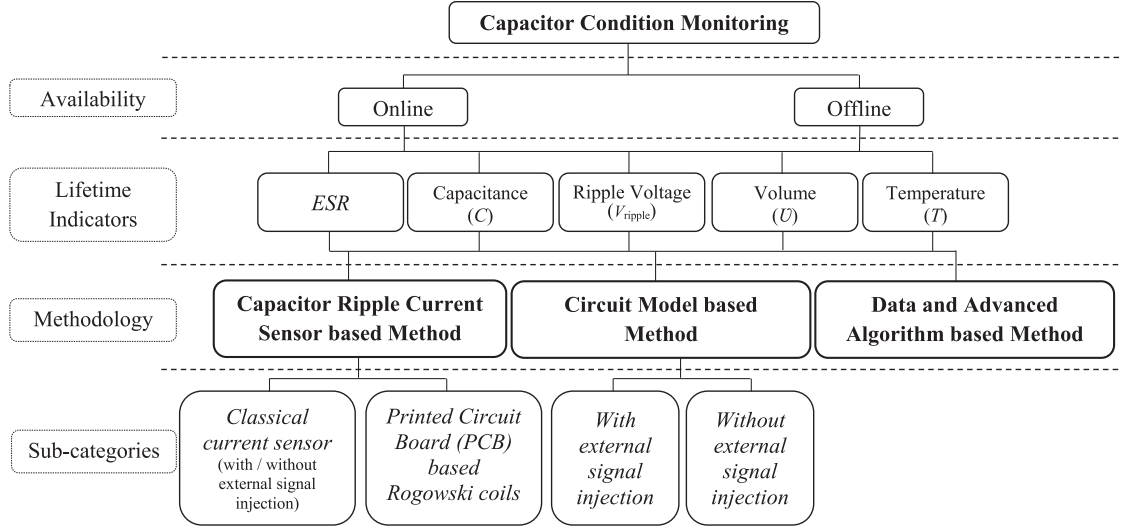 Capacitor Condition Monitoring
Availability
Online
Offline
Lifetime
Indicators
ESR
Capacitance
(C)
Ripple Voltage
(Vripple)
Volume
(U)
Temperature
(T)
Methodology
Capacitor Ripple Current
Sensor based Method
Circuit Model based
Method
Data and Advanced
Algorithm based Method
Sub-categories
Classical
current sensor
(with / without
external signal
injection)
Printed Circuit
Board (PCB)
based
Rogowski coils
With
external
signal
injection
Without
external
signal
injection